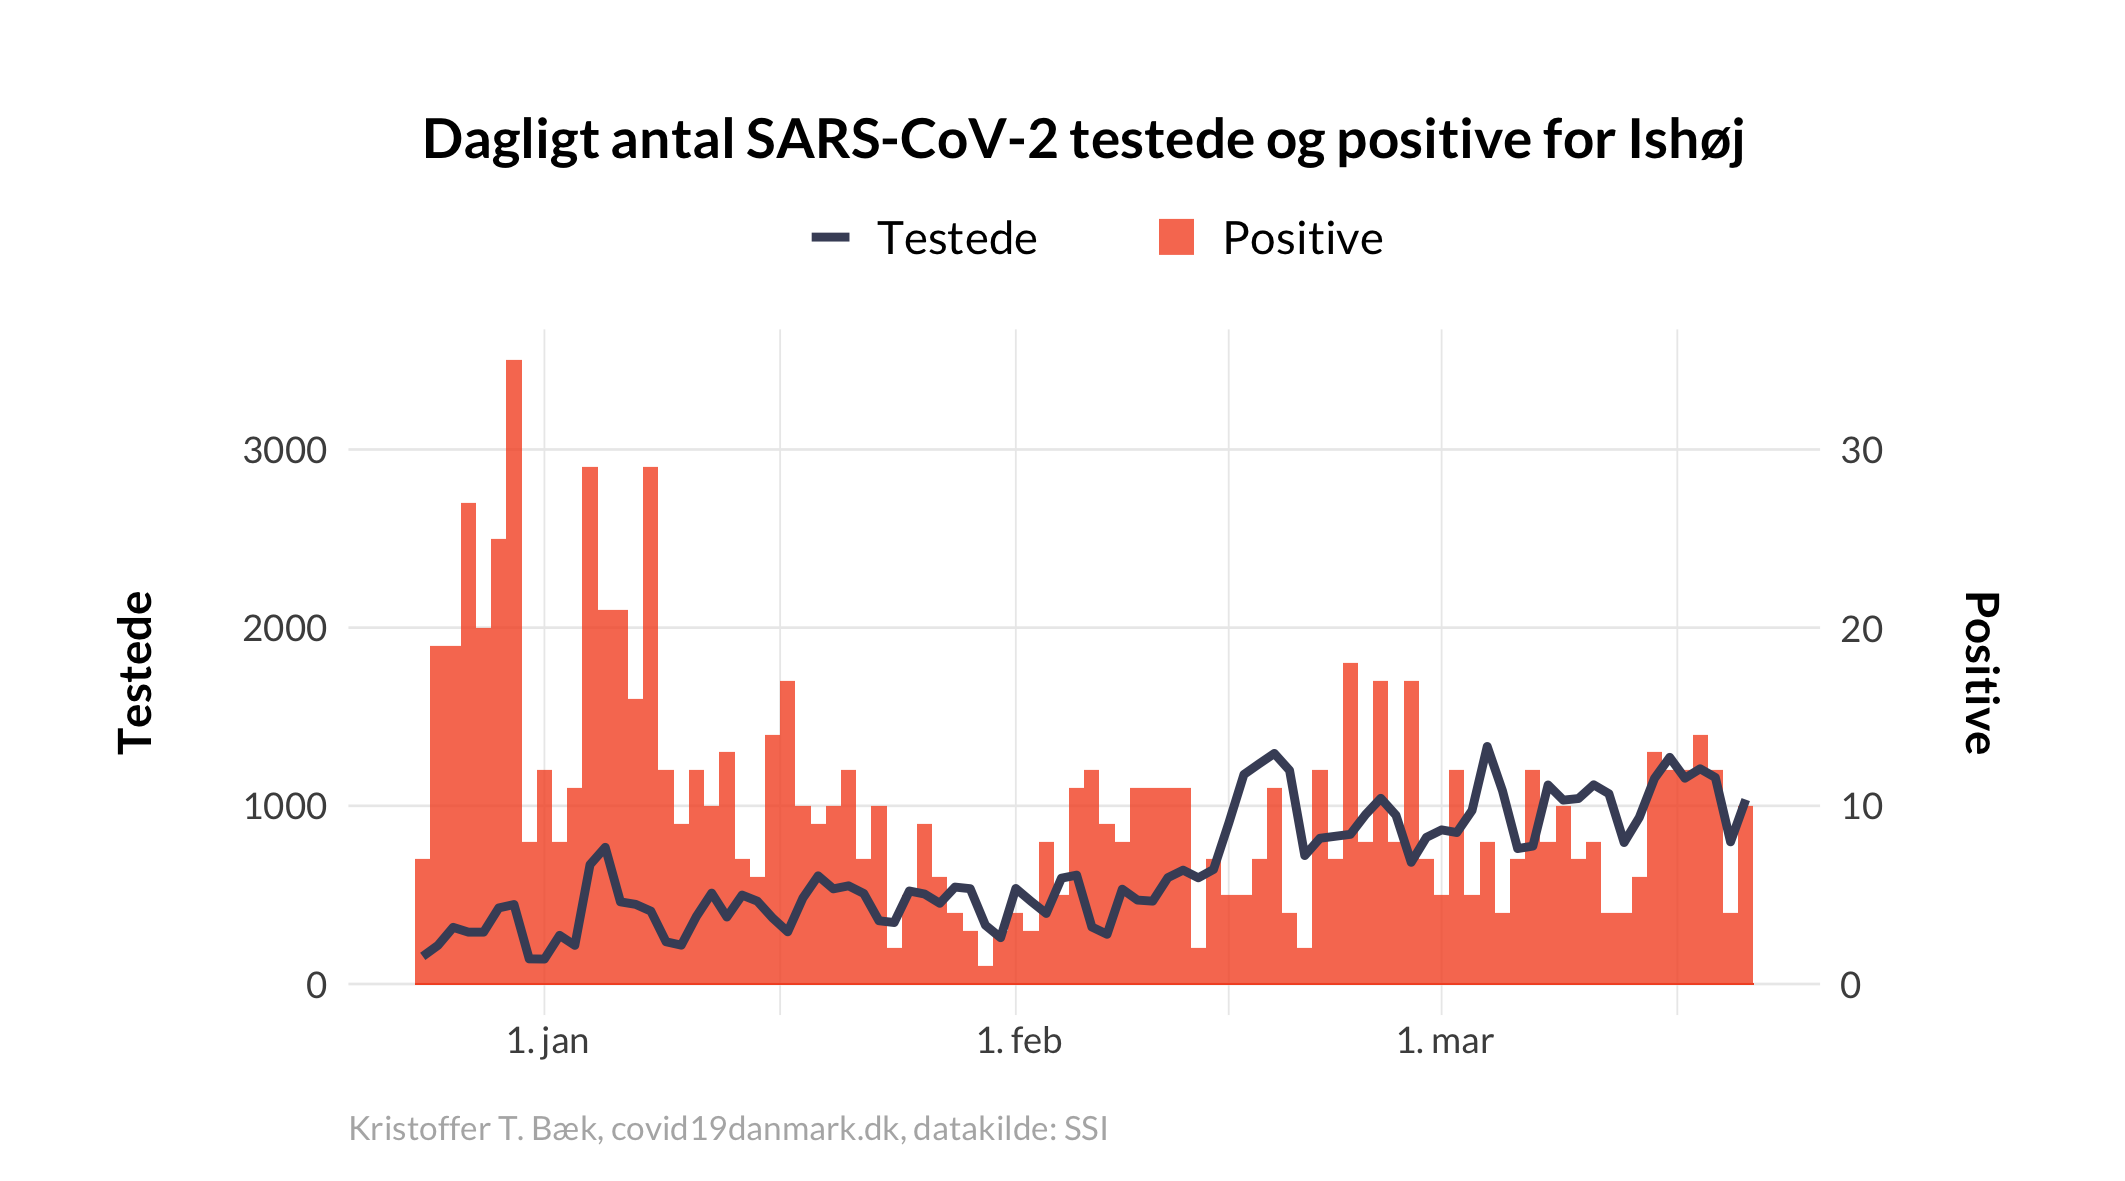 Dagligt antal SARS-CoV-2 testede og positive for Ishøj
Testede Positive
3000 30
2000 20
1000 10
0 0
Testede
Positive
1. jan 1. feb 1. mar
Kristoffer T. Bæk, covid19danmark.dk, datakilde: SSI